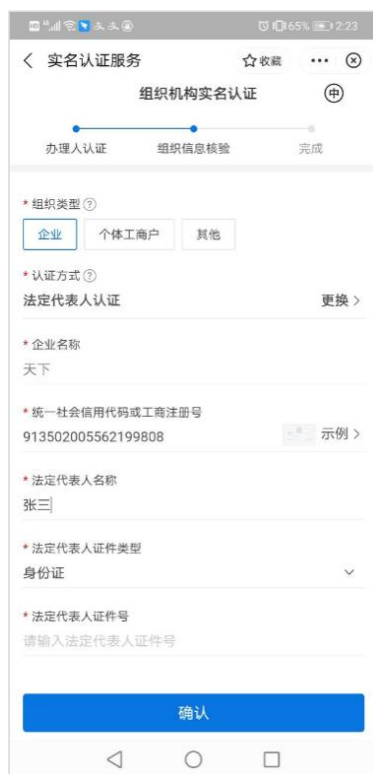 65% 2:23
实名认证服务 收藏
组织机构实名认证 中
办理人认证 组织信息核验 完成
* 组织类型 ?
企业 个体工商户 其他
* 认证方式 ?
法定代表人认证 更换 >
* 企业名称
天下
* 统一社会信用代码或工商注册号
913502005562199808 示例 >
* 法定代表人名称
张三
* 法定代表人证件类型
身份证
* 法定代表人证件号
请输入法定代表人证件号
确认